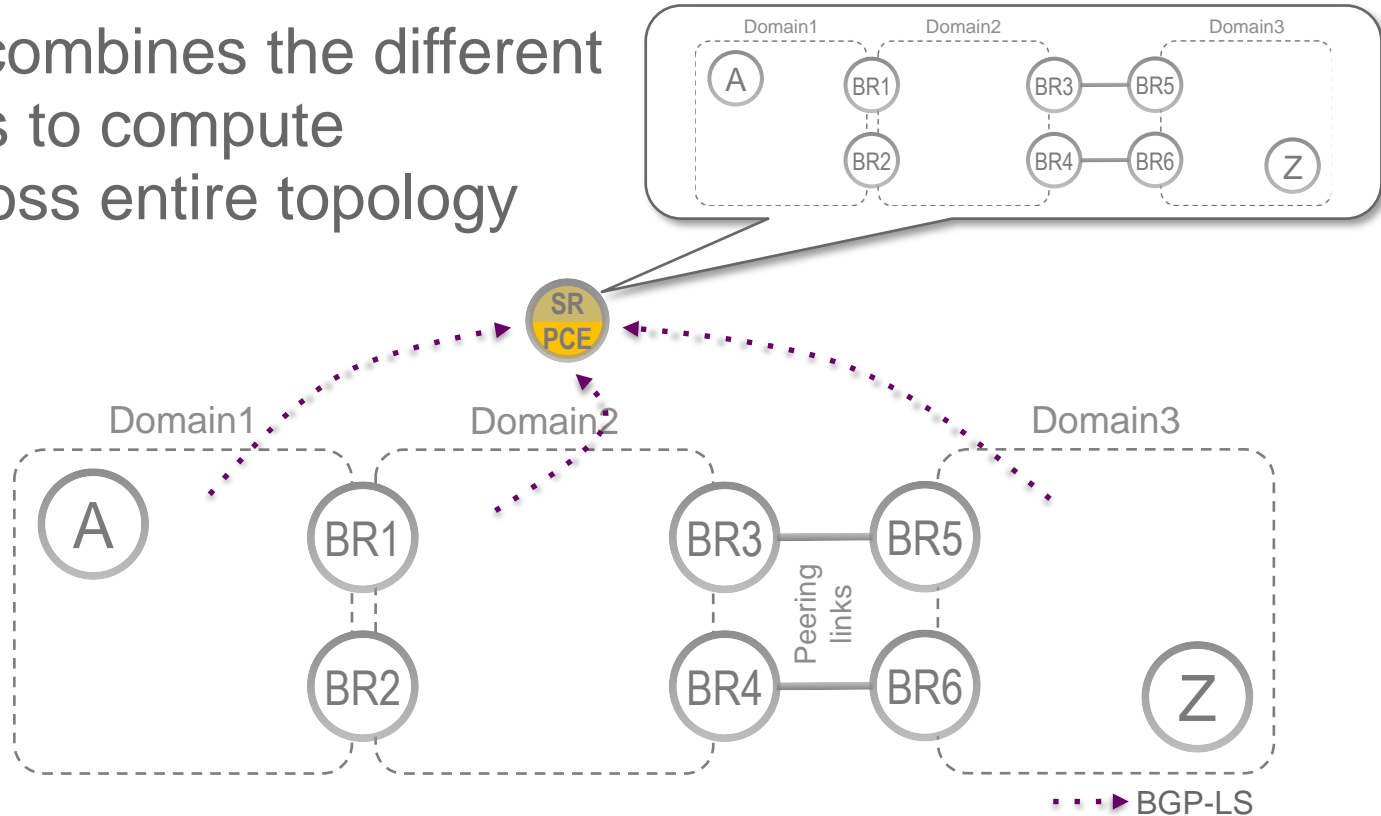 combines the different
s to compute
oss entire topology
Domain1 Domain2 Domain3
A BR1 BR3 BR5
BR2 BR4 BR6 Z
SR
PCE
Domain1 Domain2 Domain3
A BR1 BR3 BR5
Peering
links
BR2 BR4 BR6 Z
BGP-LS